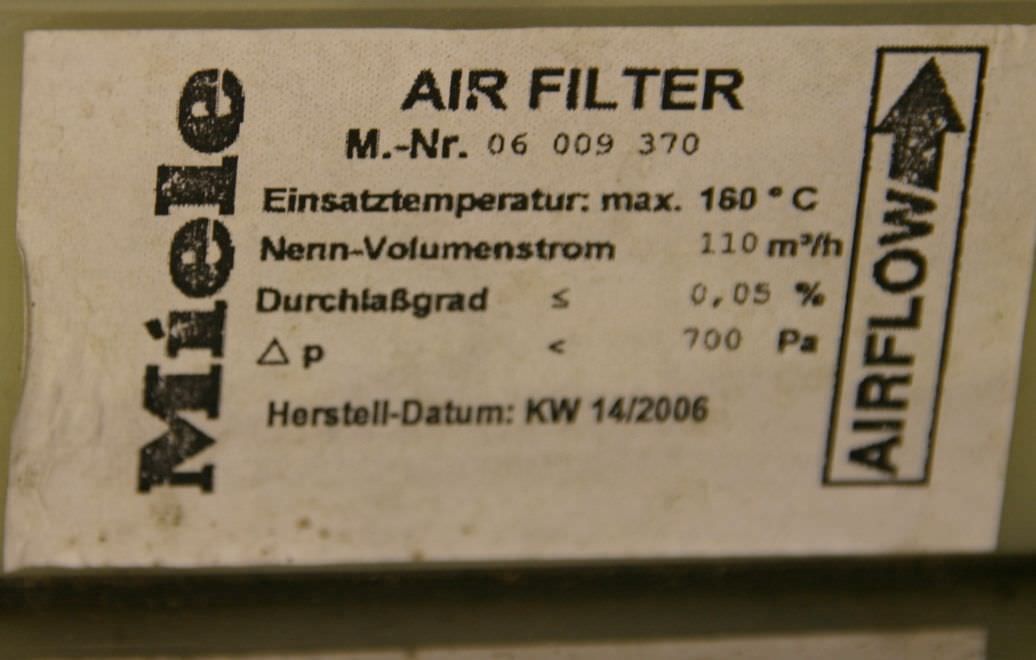 Miele
AIR FILTER
M.-Nr. 06 009 370
Einsatztemperatur: max. 160 ° C
Nenn-Volumenstrom 110 m³/h
Durchlaßgrad ≤ 0,05 %
△ p < 700 Pa
Herstell-Datum: KW 14/2006
AIRFLOW